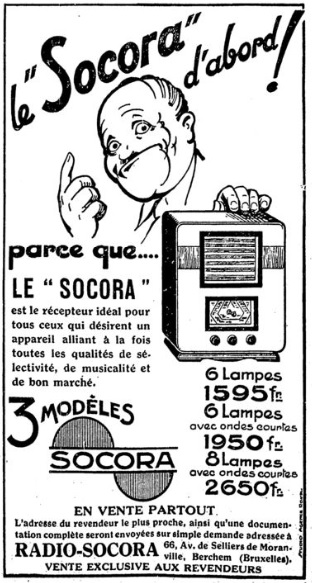 le "Socora" d'abord!
parce que....
LE "SOCORA"
est le récepteur idéal pour
tous ceux qui désirent un
appareil alliant à la fois
toutes les qualités de sé-
lectivité, de musicalité et
de bon marché.
6 Lampes
1595 fr.
6 Lampes
avec ondes courtes
1950 fr.
8 Lampes
avec ondes courtes
2650 fr.
3 MODÈLES
SOCORA
EN VENTE PARTOUT
L'adresse du revendeur le plus proche, ainsi qu'une documen-
tation complète seront envoyées sur simple demande adressée à
RADIO-SOCORA 66, Av. de Selliers de Moran-
ville, Berchem (Bruxelles).
VENTE EXCLUSIVE AUX REVENDEURS